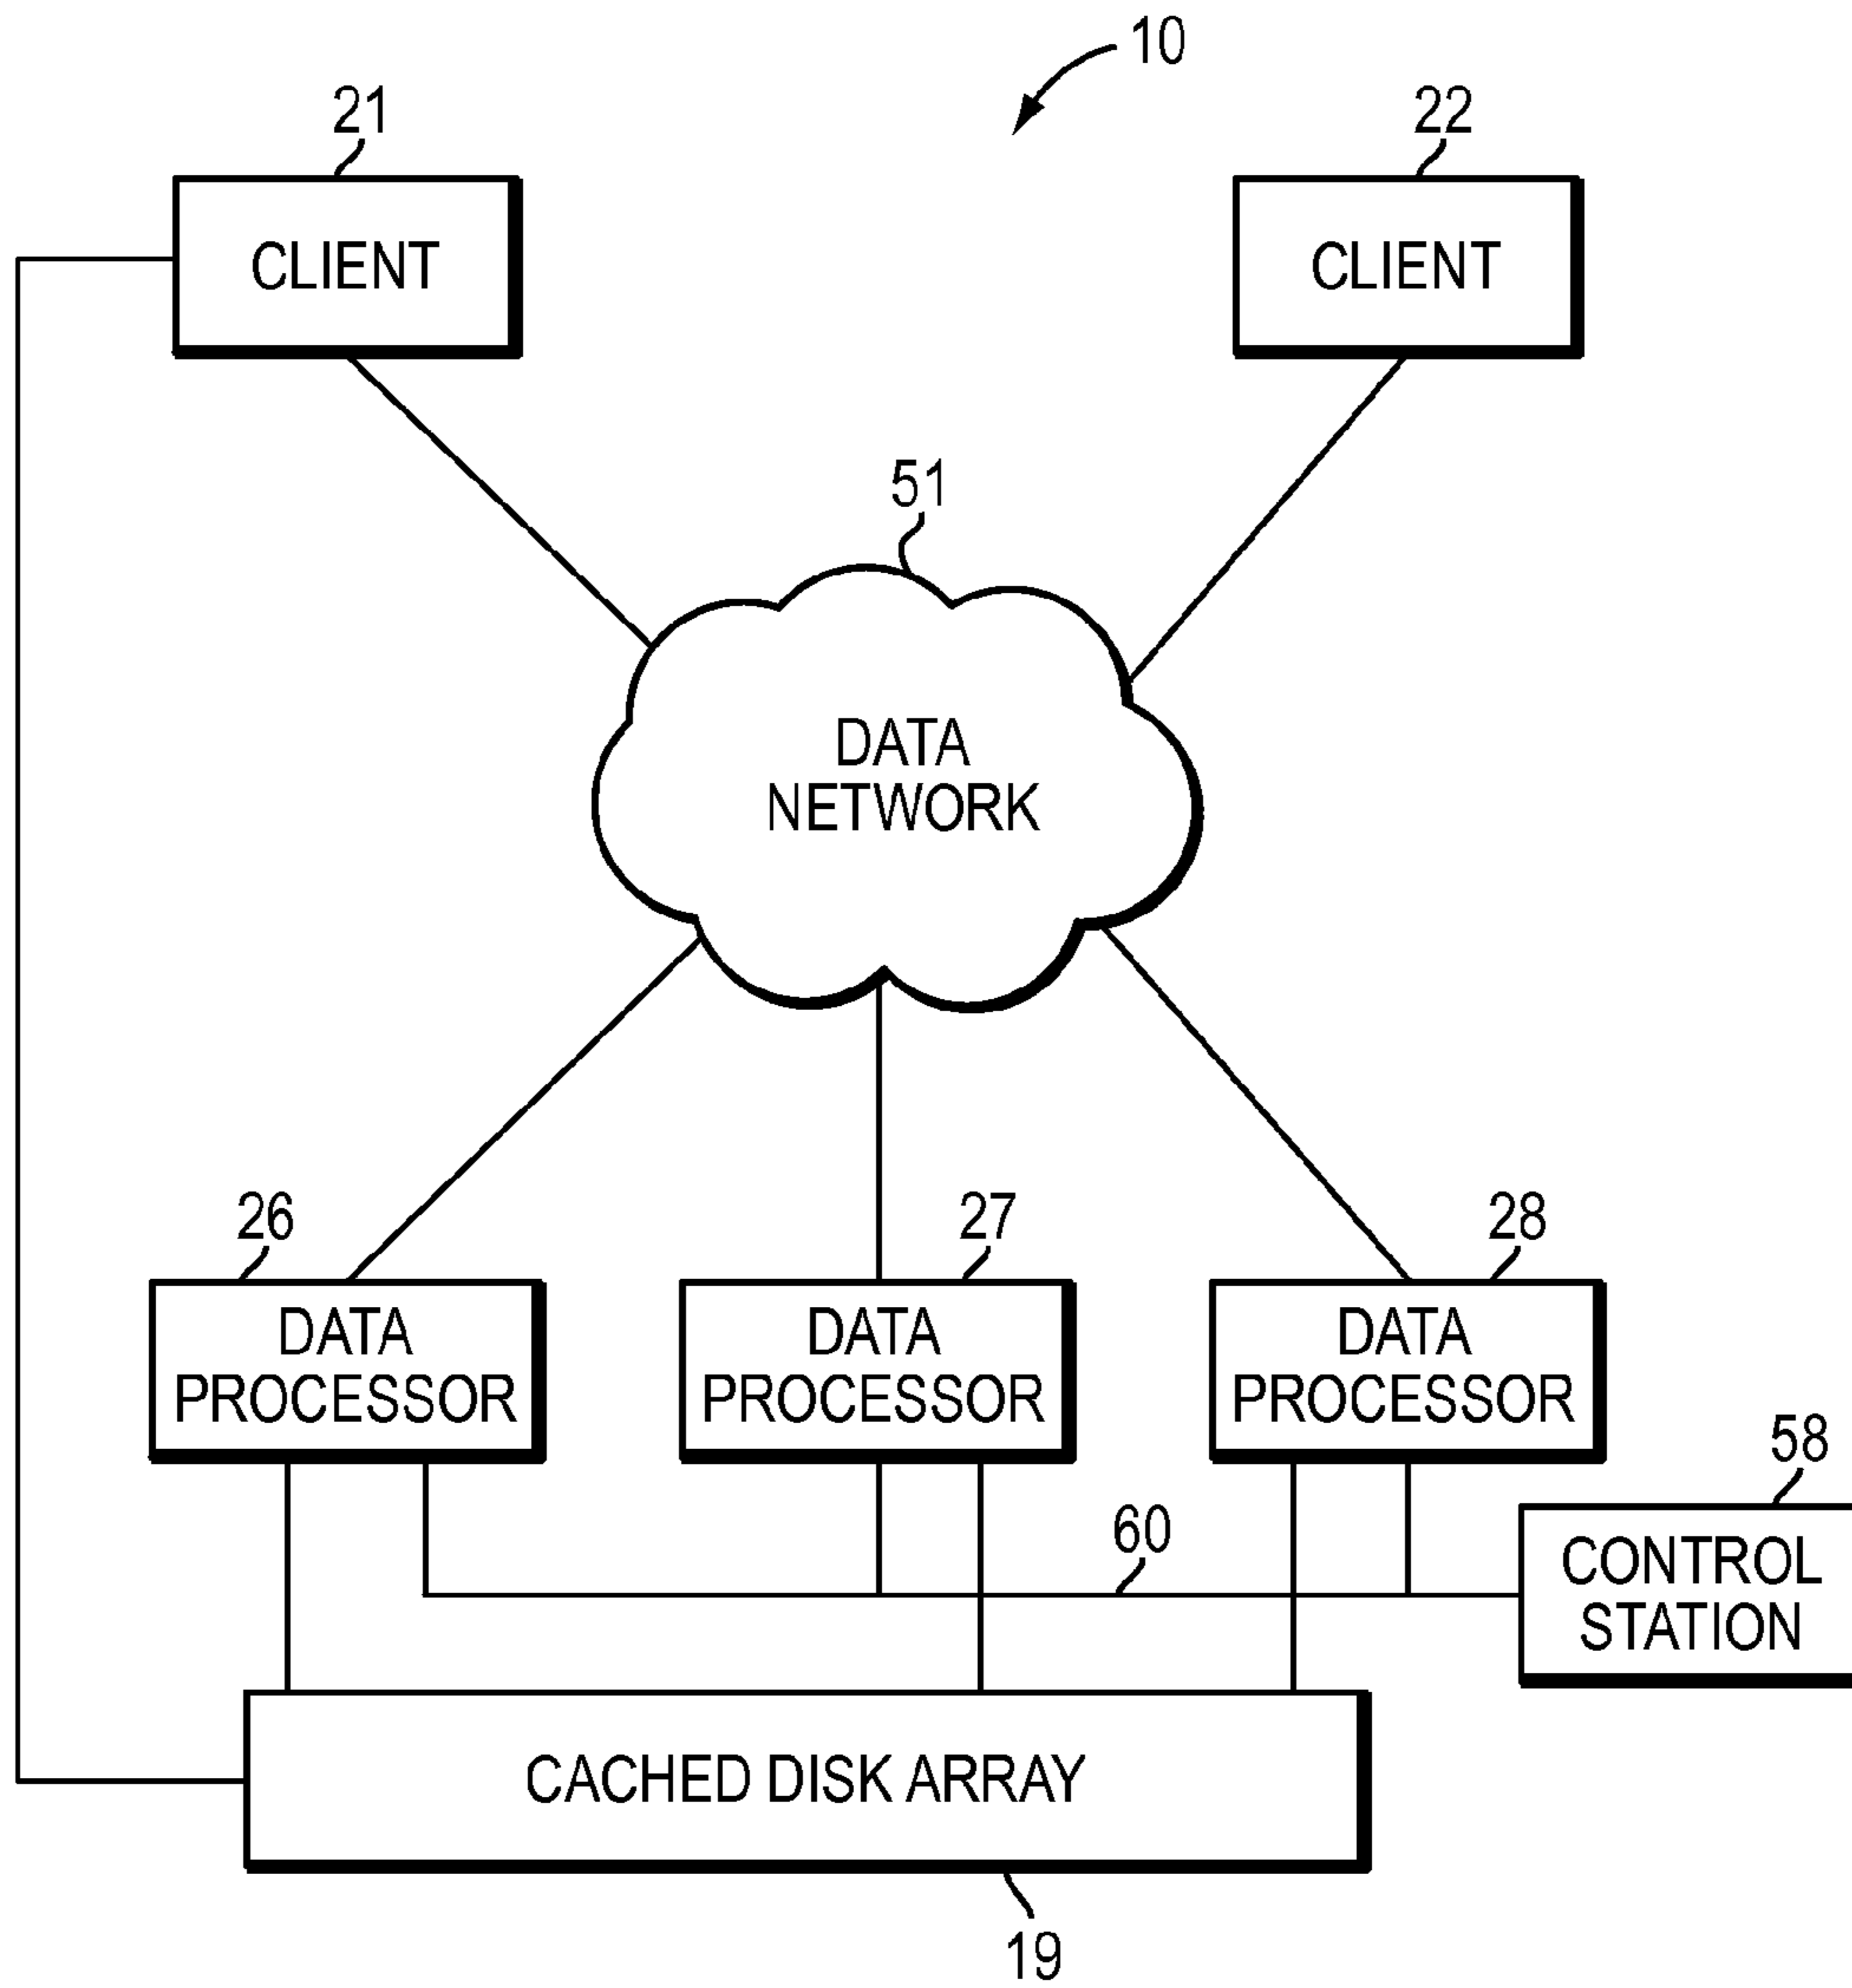 10
21
22
CLIENT
CLIENT
51
DATA
NETWORK
26
27
28
DATA
PROCESSOR
DATA
PROCESSOR
DATA
PROCESSOR
58
60
CONTROL
STATION
CACHED DISK ARRAY
19